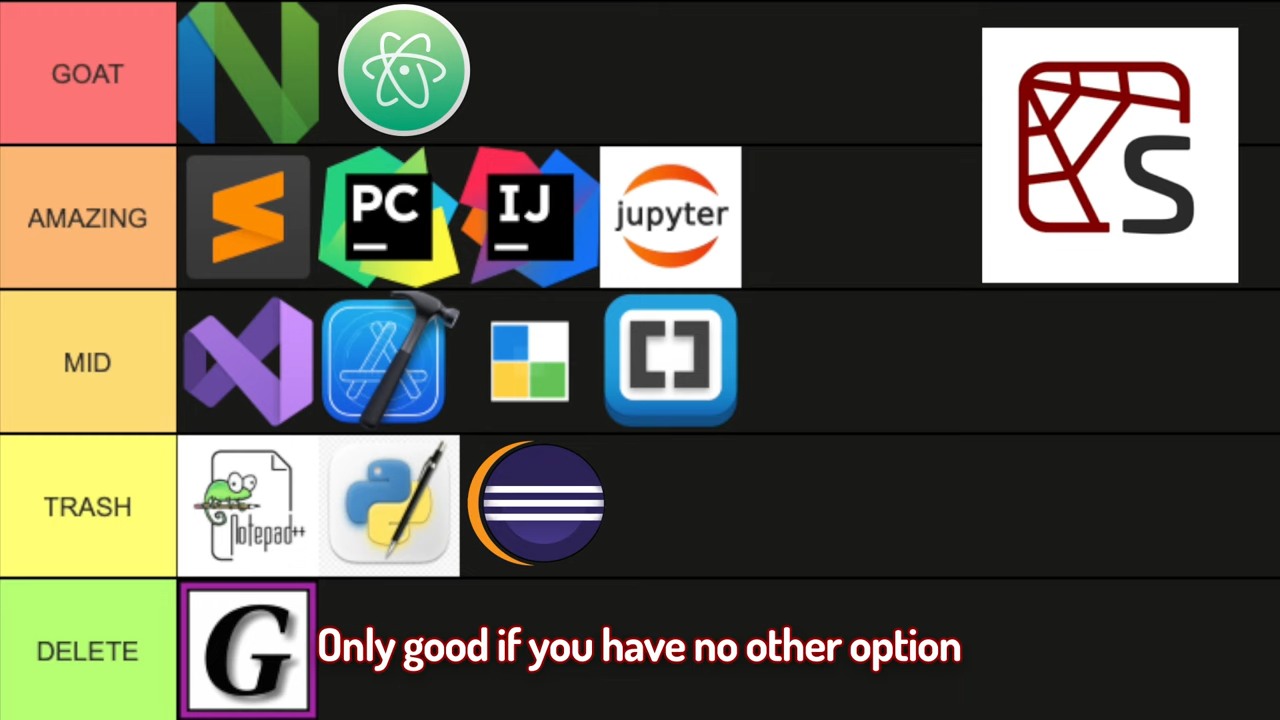 GOAT
S
AMAZING
PC
IJ
jupyter
MID
TRASH
Notepad++
DELETE
G
Only good if you have no other option